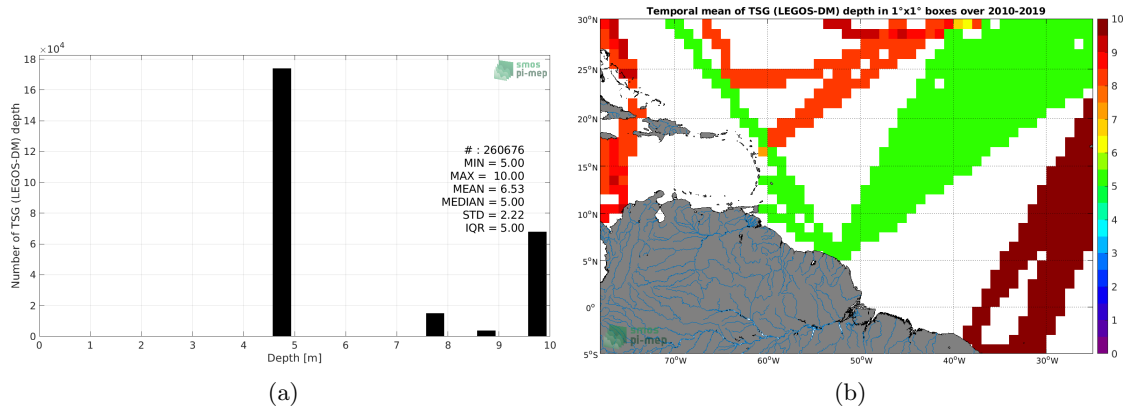 ×10⁴
18
16
14
12
10
8
6
4
2
0
Number of TSG (LEGOS-DM) depth
smos
pi-mep
# : 260676
MIN = 5.00
MAX = 10.00
MEAN = 6.53
MEDIAN = 5.00
STD = 2.22
IQR = 5.00
0 1 2 3 4 5 6 7 8 9 10
Depth [m]
(a)
Temporal mean of TSG (LEGOS-DM) depth in 1°x1° boxes over 2010-2019
30°N
25°N
20°N
15°N
10°N
5°N
0°
5°S
70°W 60°W 50°W 40°W 30°W
smos
pi-mep
10
9
8
7
6
5
4
3
2
1
0
(b)